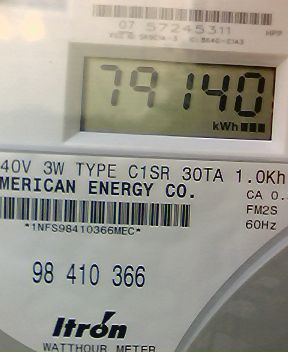 07 57245311
HPP
79140
kWh
40V 3W TYPE C1SR 30TA 1.0Kh
MERICAN ENERGY CO.
CA 0.
FM2S
60Hz
*1NFS98410366MEC*
98 410 366
Itron
WATTHOUR METER